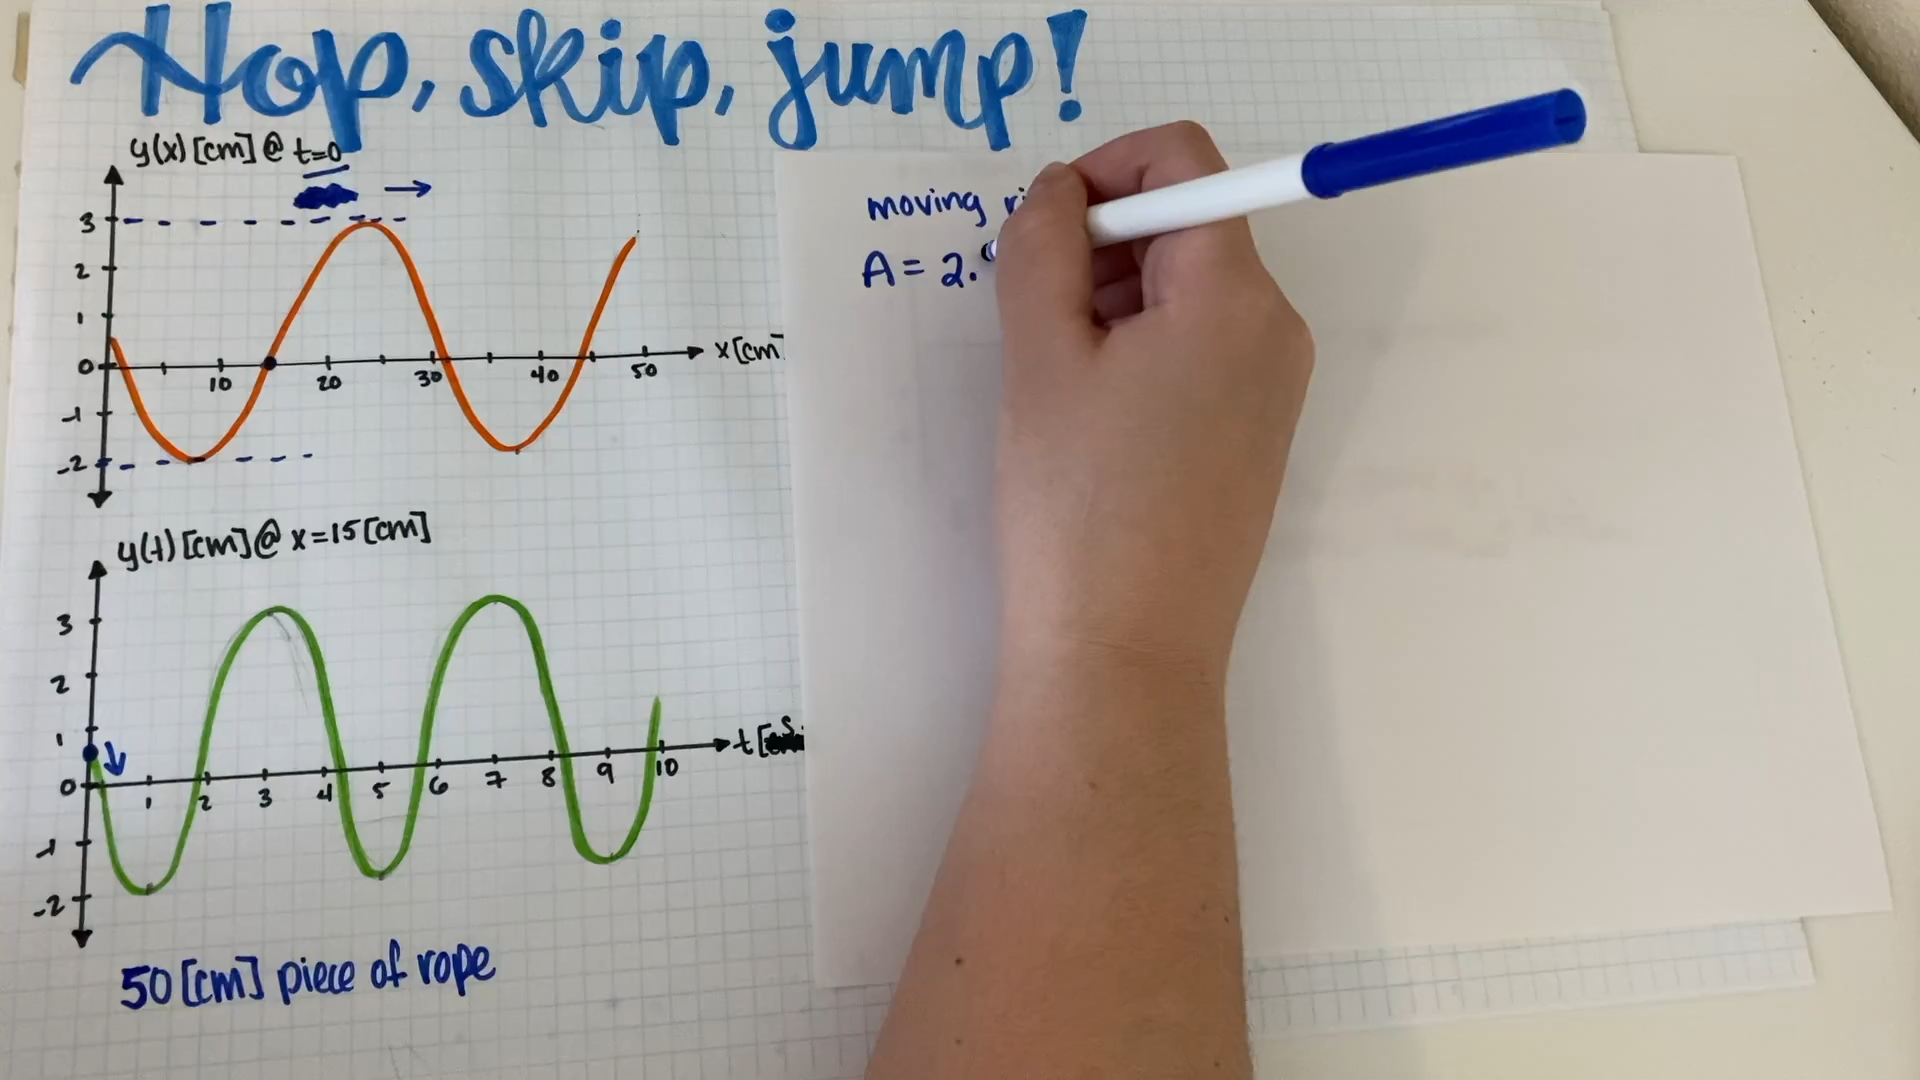 Hop, skip, jump!
y(x) [cm] @ t=0
3
2
1
0
-1
-2
10 20 30 40 50
x [cm]
moving
A = 2.
y(t) [cm] @ x=15 [cm]
3
2
1
0
-1
-2
1 2 3 4 5 6 7 8 9 10
t [
50 [cm] piece of rope